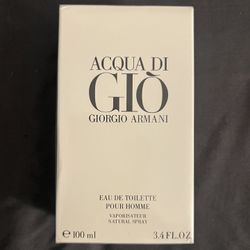 ACQUA DI
GIÒ
GIORGIO ARMANI
EAU DE TOILETTE
POUR HOMME
VAPORISATEUR
NATURAL SPRAY
℮ 100 ml 3.4 FL.OZ